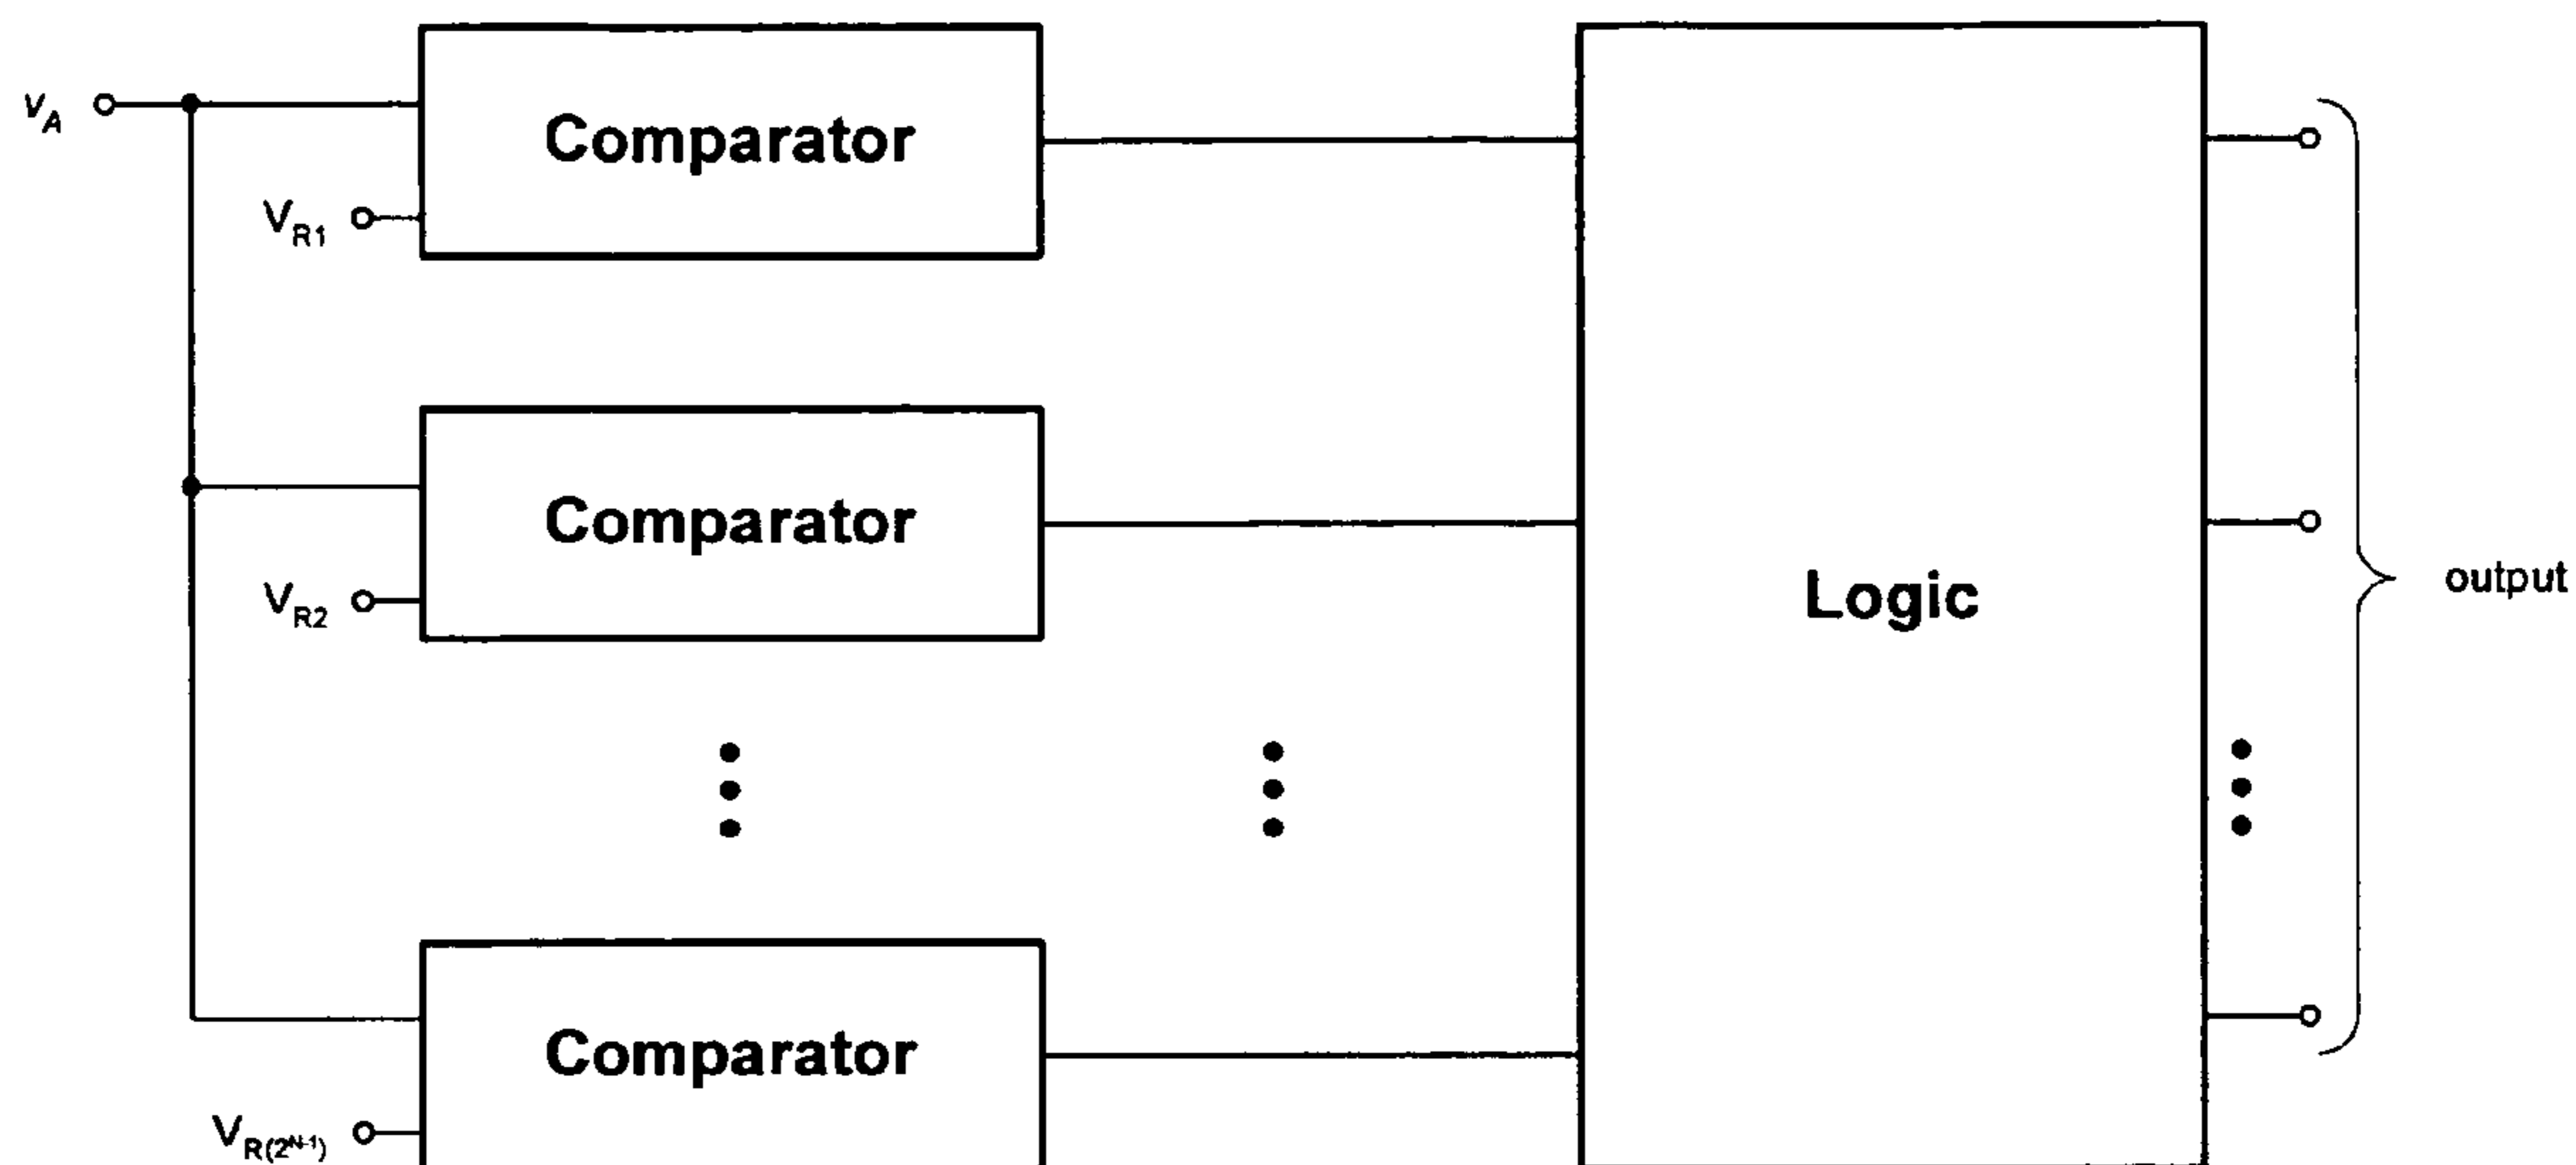 v_A
Comparator
V_R1
Comparator
V_R2
Logic
output
Comparator
V_R(2^N-1)